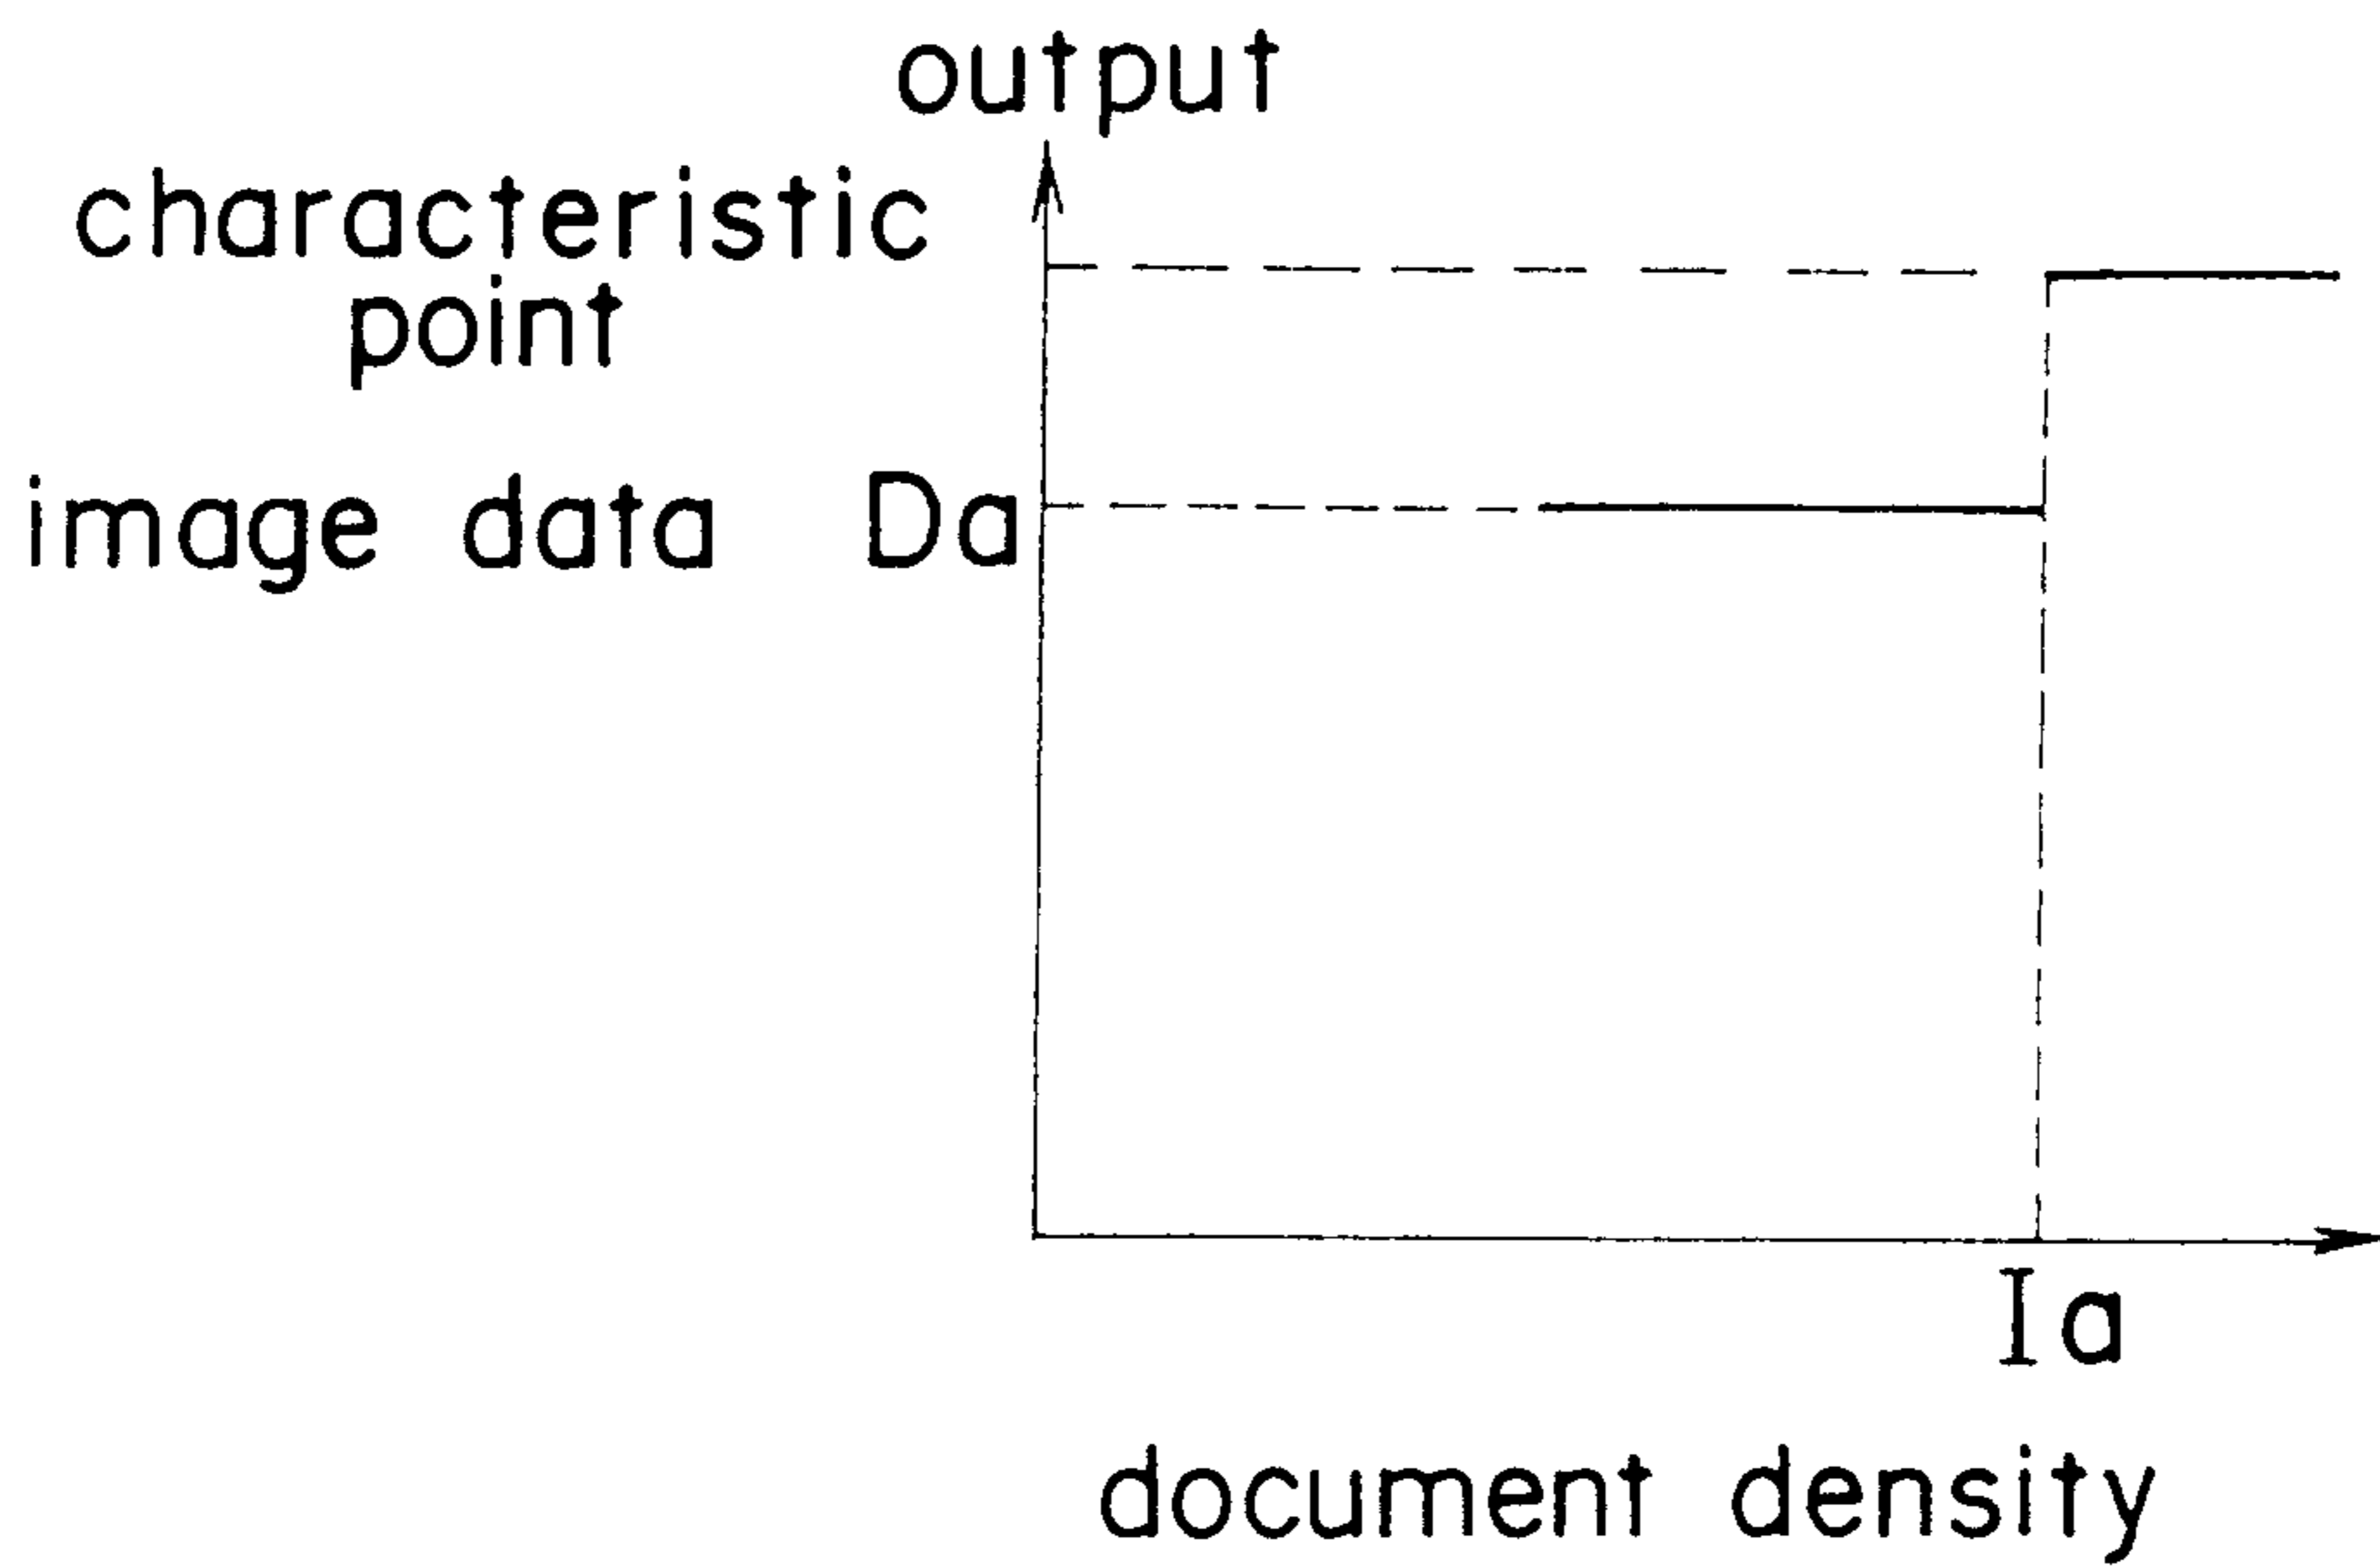 output
characteristic
point
image data Da
Ia
document density